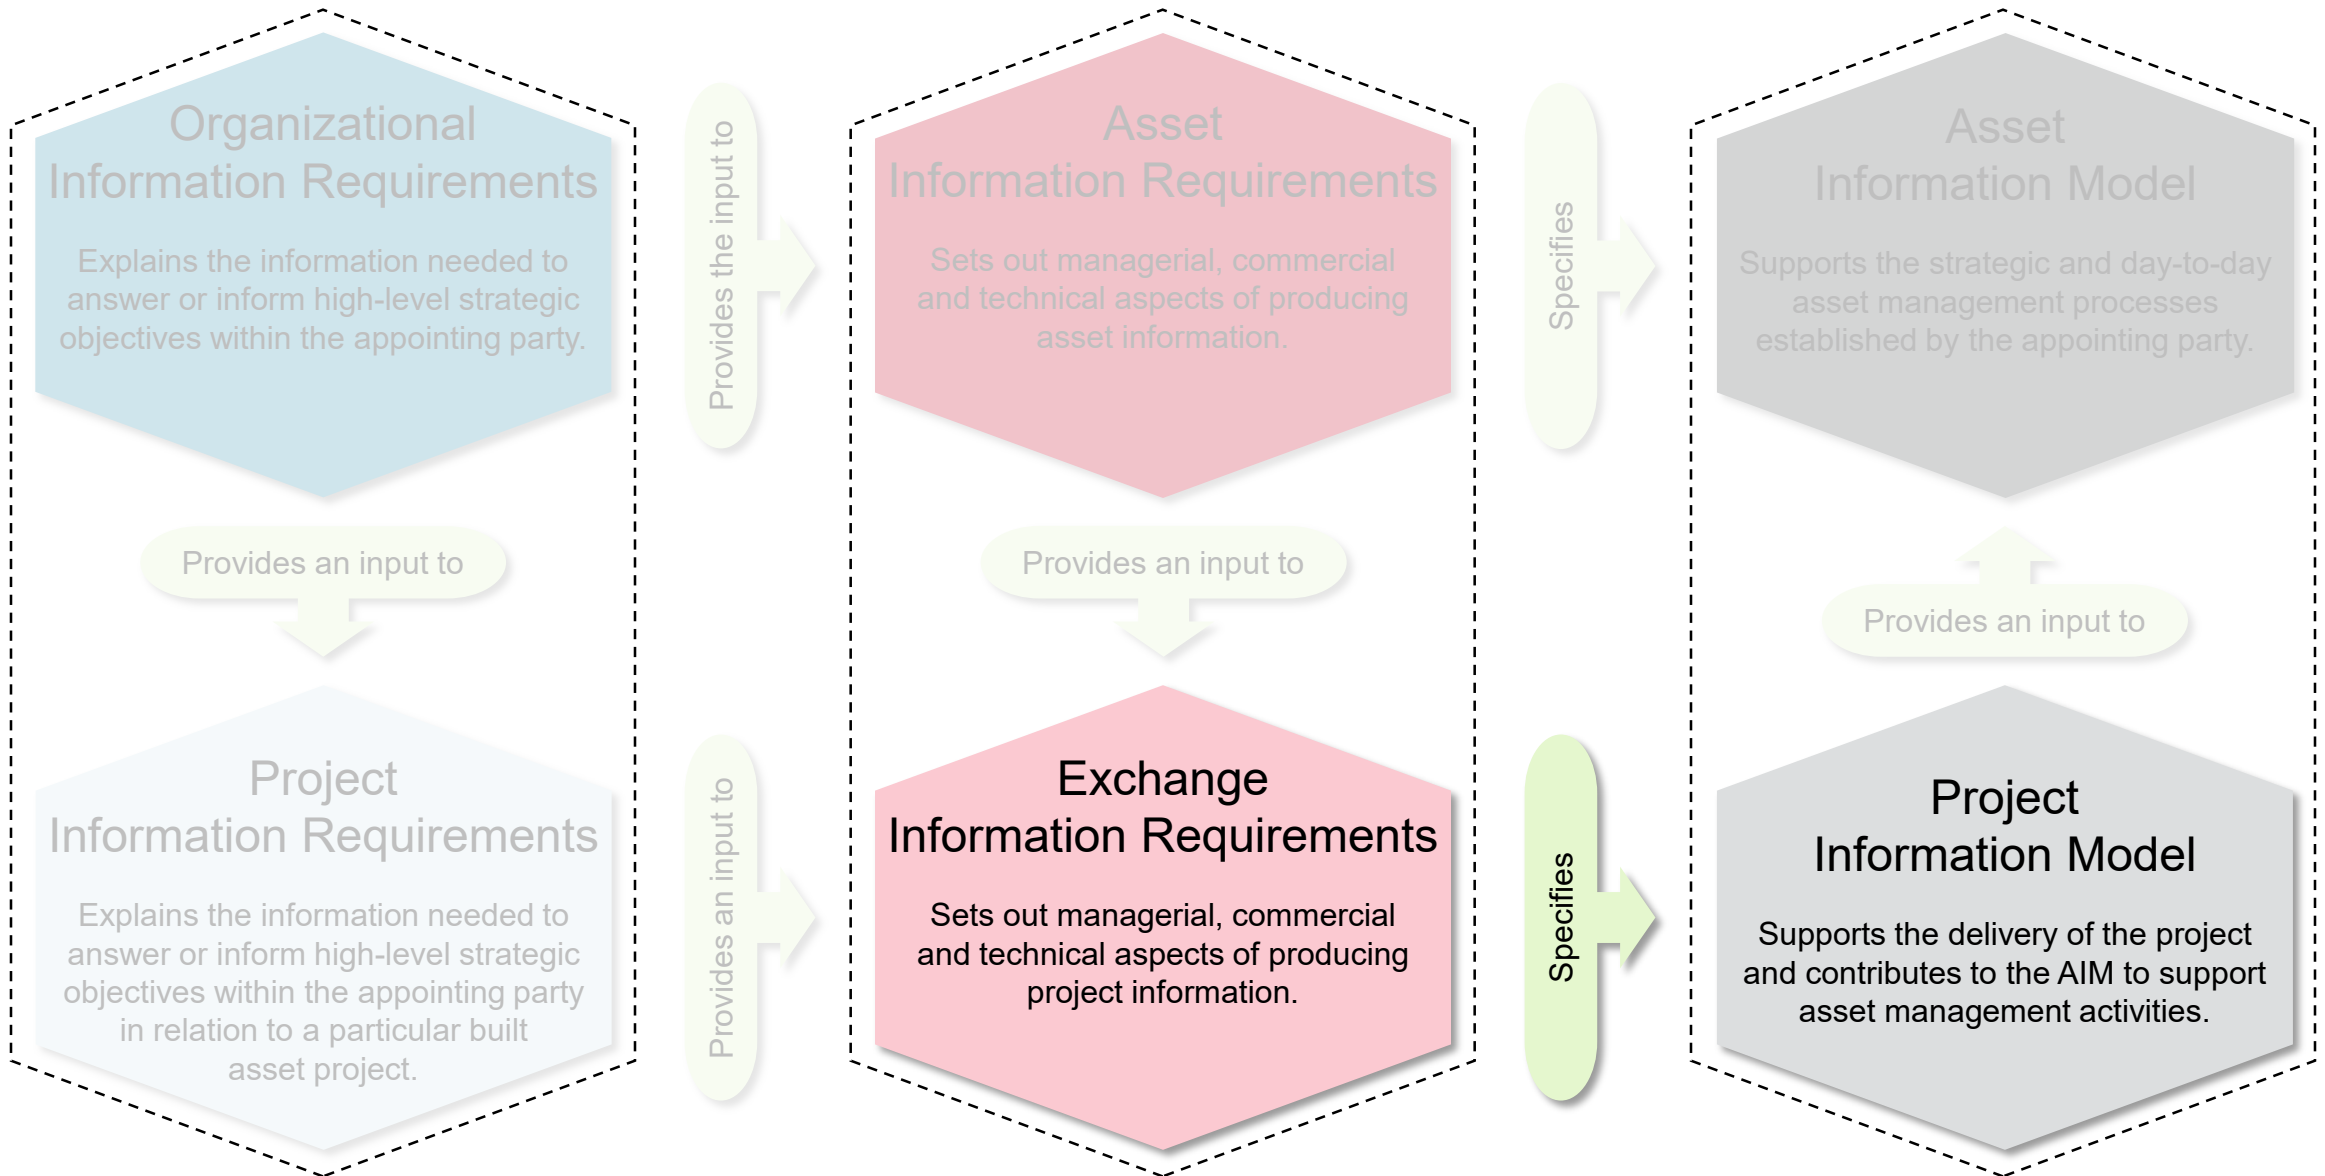 Organizational
Information Requirements
Explains the information needed to
answer or inform high-level strategic
objectives within the appointing party.
Provides the input to
Asset
Information Requirements
Sets out managerial, commercial
and technical aspects of producing
asset information.
Specifies
Asset
Information Model
Supports the strategic and day-to-day
asset management processes
established by the appointing party.
Provides an input to
Provides an input to
Provides an input to
Project
Information Requirements
Explains the information needed to
answer or inform high-level strategic
objectives within the appointing party
in relation to a particular built
asset project.
Provides an input to
Exchange
Information Requirements
Sets out managerial, commercial
and technical aspects of producing
project information.
Specifies
Project
Information Model
Supports the delivery of the project
and contributes to the AIM to support
asset management activities.